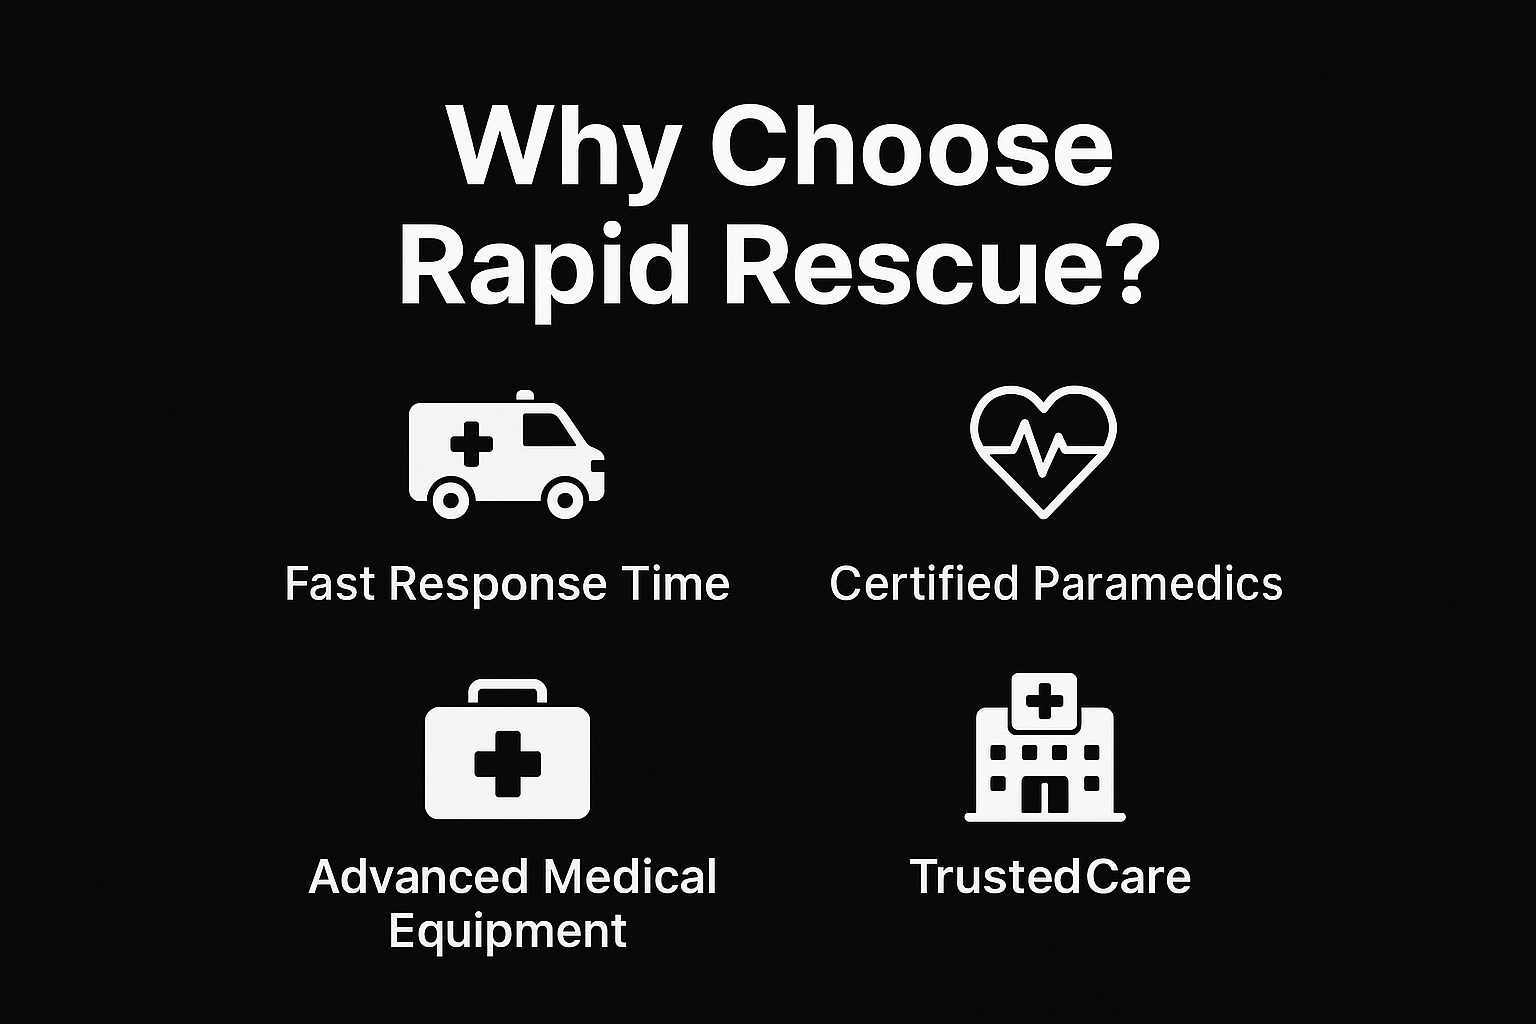 Why Choose
Rapid Rescue?
Fast Response Time
Certified Paramedics
Advanced Medical
Equipment
TrustedCare